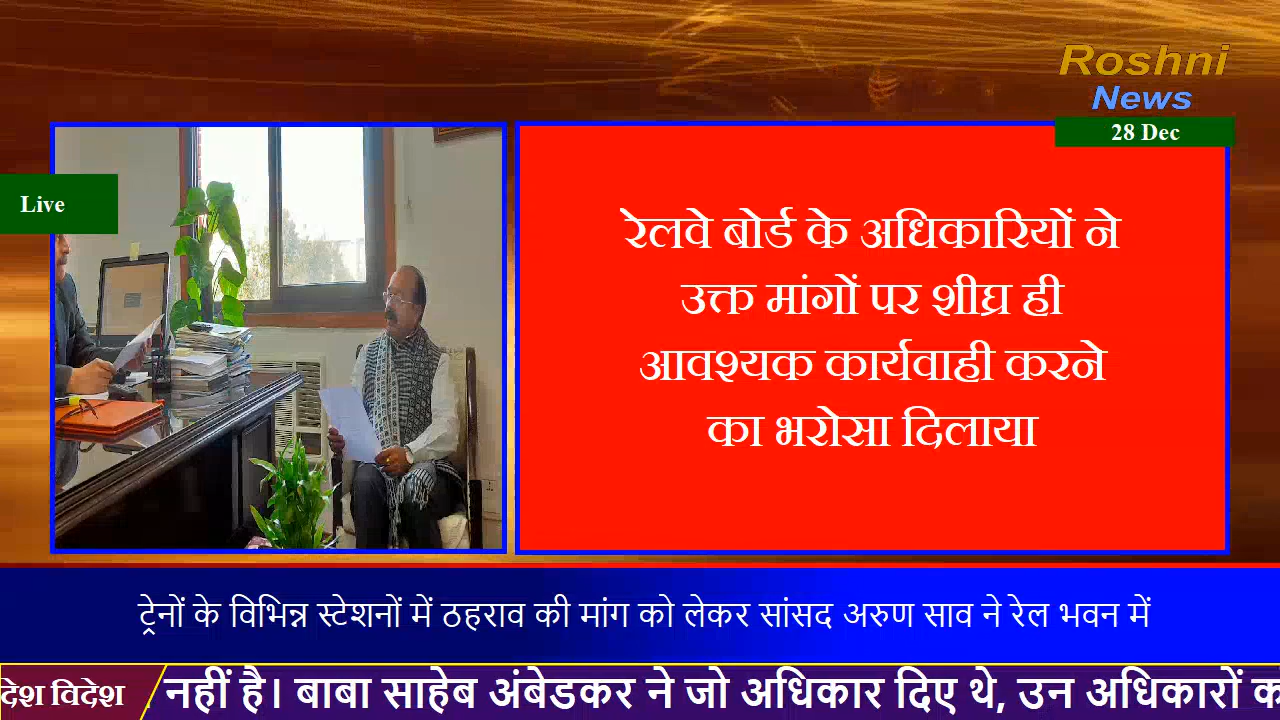 Roshni
News
28 Dec
Live
रेलवे बोर्ड के अधिकारियों ने
उक्त मांगों पर शीघ्र ही
आवश्यक कार्यवाही करने
का भरोसा दिलाया
ट्रेनों के विभिन्न स्टेशनों में ठहराव की मांग को लेकर सांसद अरुण साव ने रेल भवन में
देश विदेश
नहीं है। बाबा साहेब अंबेडकर ने जो अधिकार दिए थे, उन अधिकारों